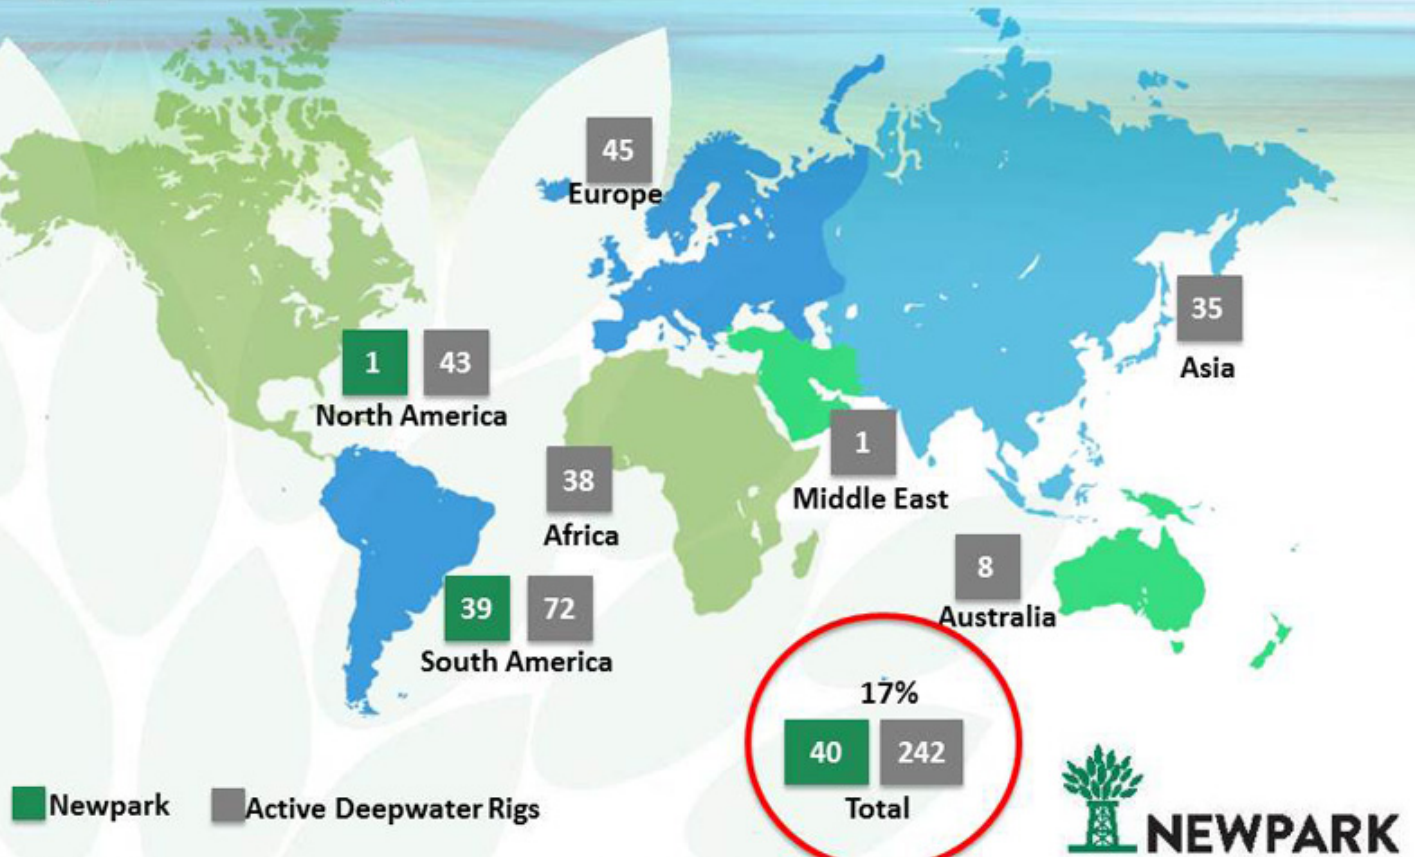 45
Europe
35
Asia
1 43
North America
1
Middle East
38
Africa
8
Australia
39 72
South America
17%
40 242
Total
Newpark Active Deepwater Rigs
NEWPARK